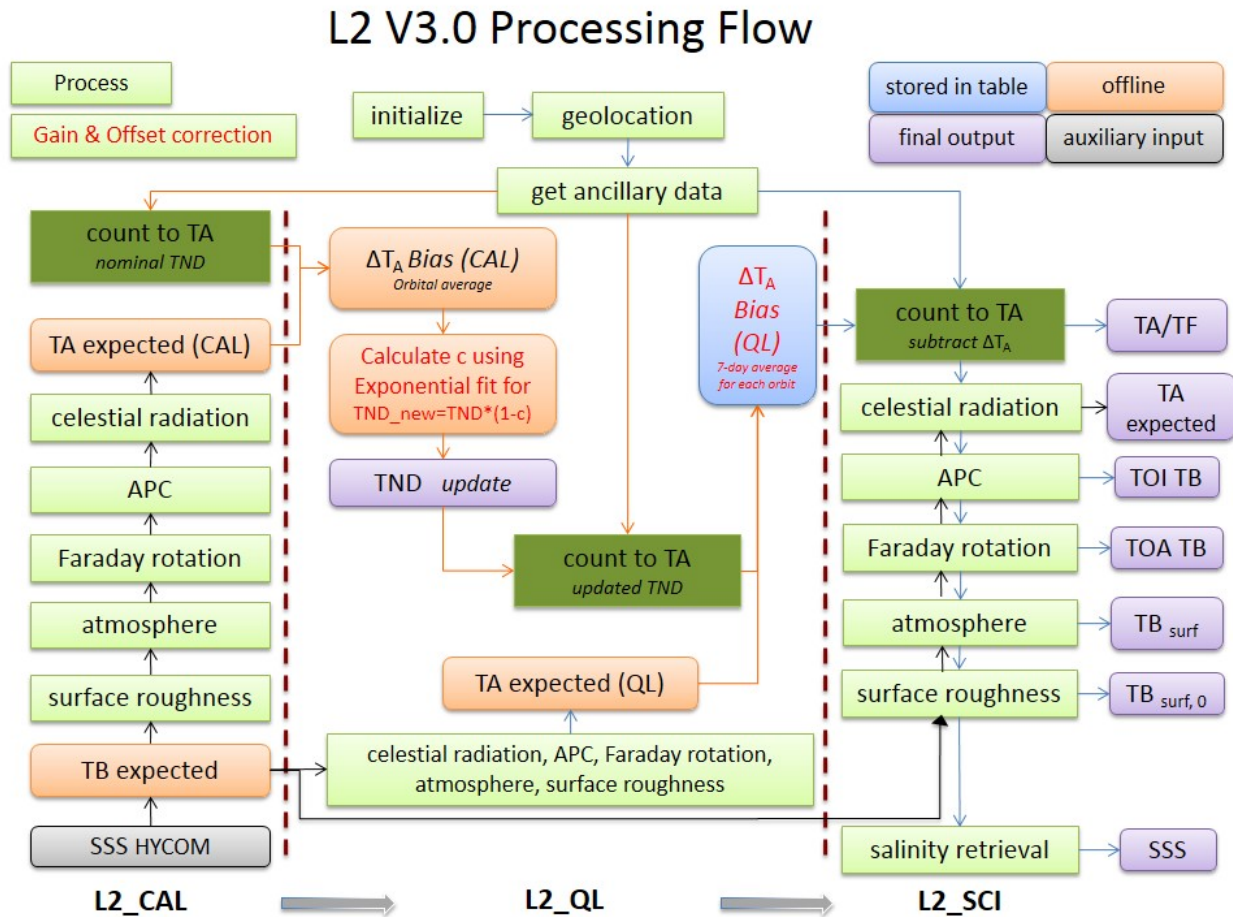 L2 V3.0 Processing Flow
Process
Gain & Offset correction
initialize
geolocation
stored in table
offline
final output
auxiliary input
get ancillary data
count to TA
nominal TND
TA expected (CAL)
celestial radiation
APC
Faraday rotation
atmosphere
surface roughness
TB expected
SSS HYCOM
ΔTA Bias (CAL)
Orbital average
Calculate c using
Exponential fit for
TND_new=TND*(1-c)
TND update
count to TA
updated TND
TA expected (QL)
celestial radiation, APC, Faraday rotation,
atmosphere, surface roughness
ΔTA
Bias
(QL)
7-day average
for each orbit
count to TA
subtract ΔTA
TA/TF
celestial radiation
TA
expected
APC
TOI TB
Faraday rotation
TOA TB
atmosphere
TB surf
surface roughness
TB surf, 0
salinity retrieval
SSS
L2_CAL
L2_QL
L2_SCI